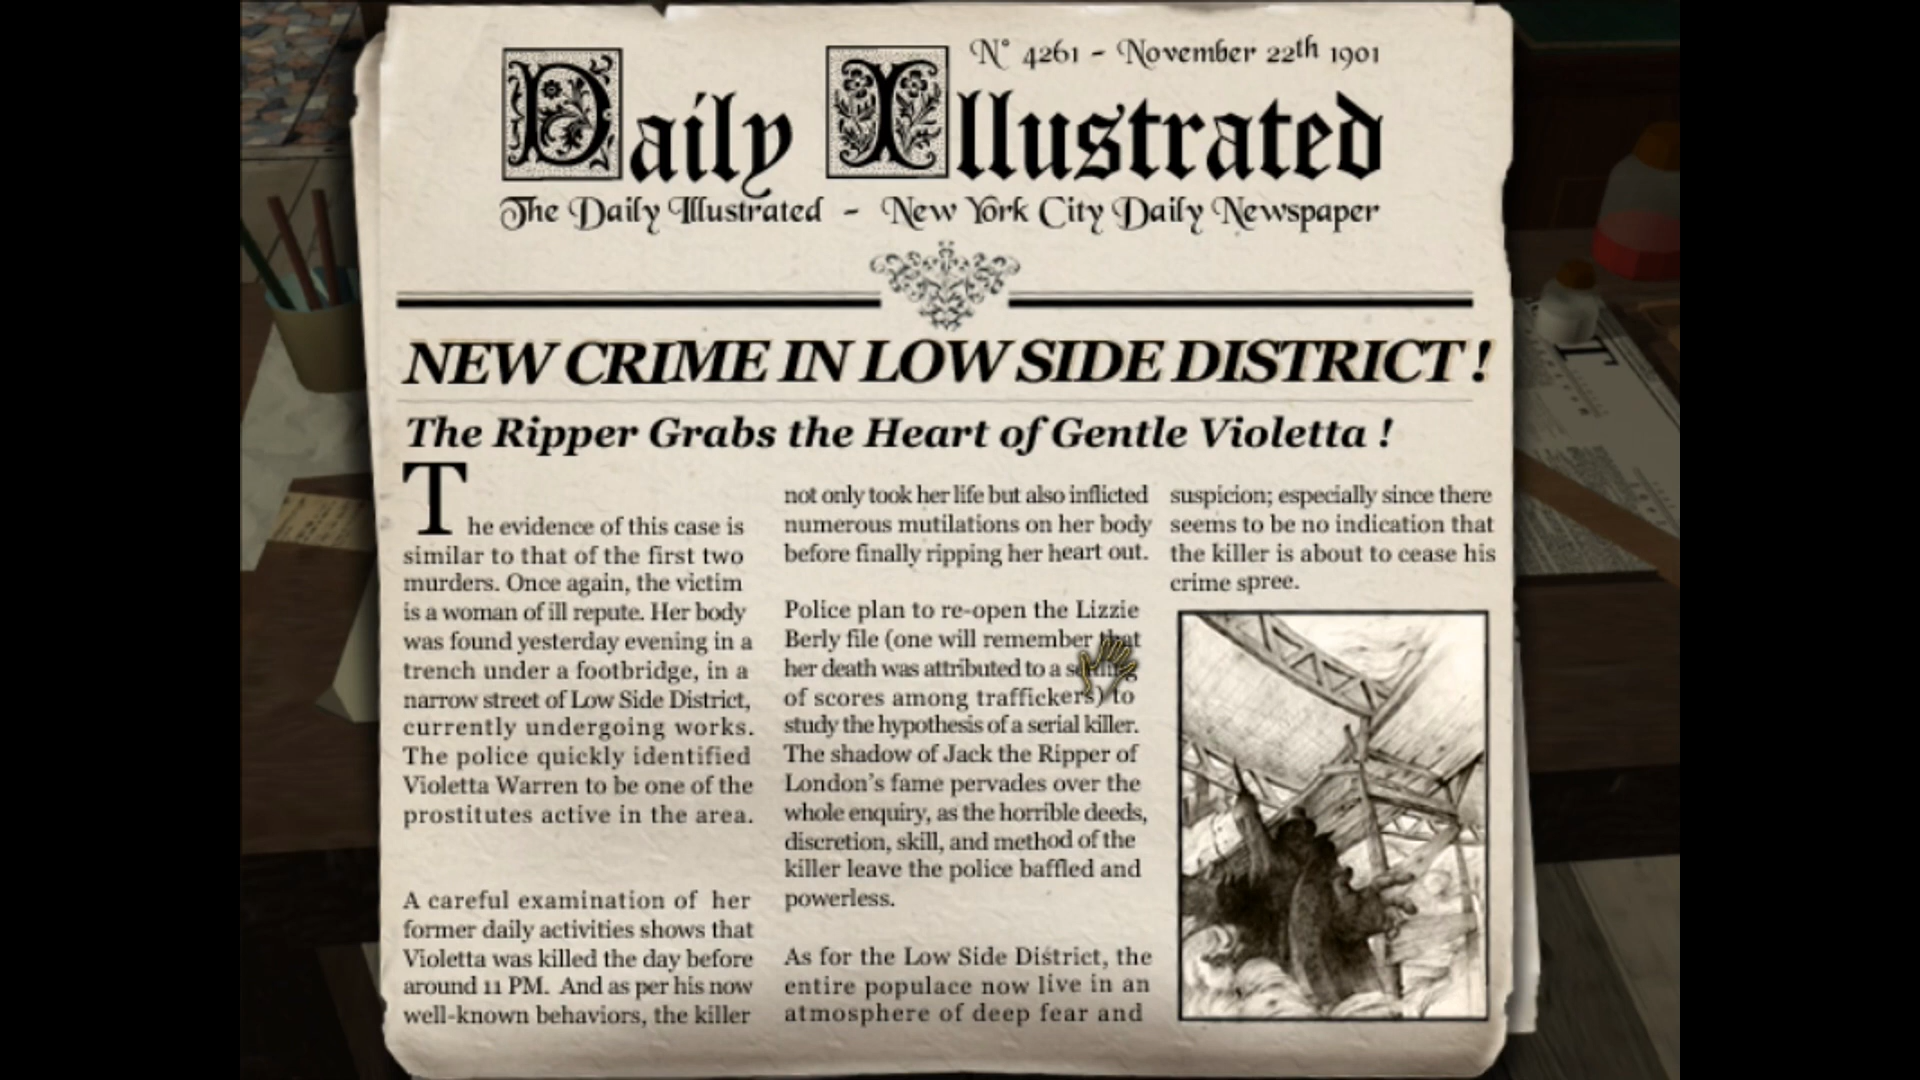 N° 4261 - November 22th 1901
Daily Illustrated
The Daily Illustrated - New York City Daily Newspaper
NEW CRIME IN LOW SIDE DISTRICT !
The Ripper Grabs the Heart of Gentle Violetta !
The evidence of this case is
similar to that of the first two
murders. Once again, the victim
is a woman of ill repute. Her body
was found yesterday evening in a
trench under a footbridge, in a
narrow street of Low Side District,
currently undergoing works.
The police quickly identified
Violetta Warren to be one of the
prostitutes active in the area.
A careful examination of her
former daily activities shows that
Violetta was killed the day before
around 11 PM. And as per his now
well-known behaviors, the killer
not only took her life but also inflicted
numerous mutilations on her body
before finally ripping her heart out.
Police plan to re-open the Lizzie
Berly file (one will remember that
her death was attributed to a
of scores among traffickers) to
study the hypothesis of a serial killer.
The shadow of Jack the Ripper of
London's fame pervades over the
whole enquiry, as the horrible deeds,
discretion, skill, and method of the
killer leave the police baffled and
powerless.
As for the Low Side District, the
entire populace now live in an
atmosphere of deep fear and
suspicion; especially since there
seems to be no indication that
the killer is about to cease his
crime spree.